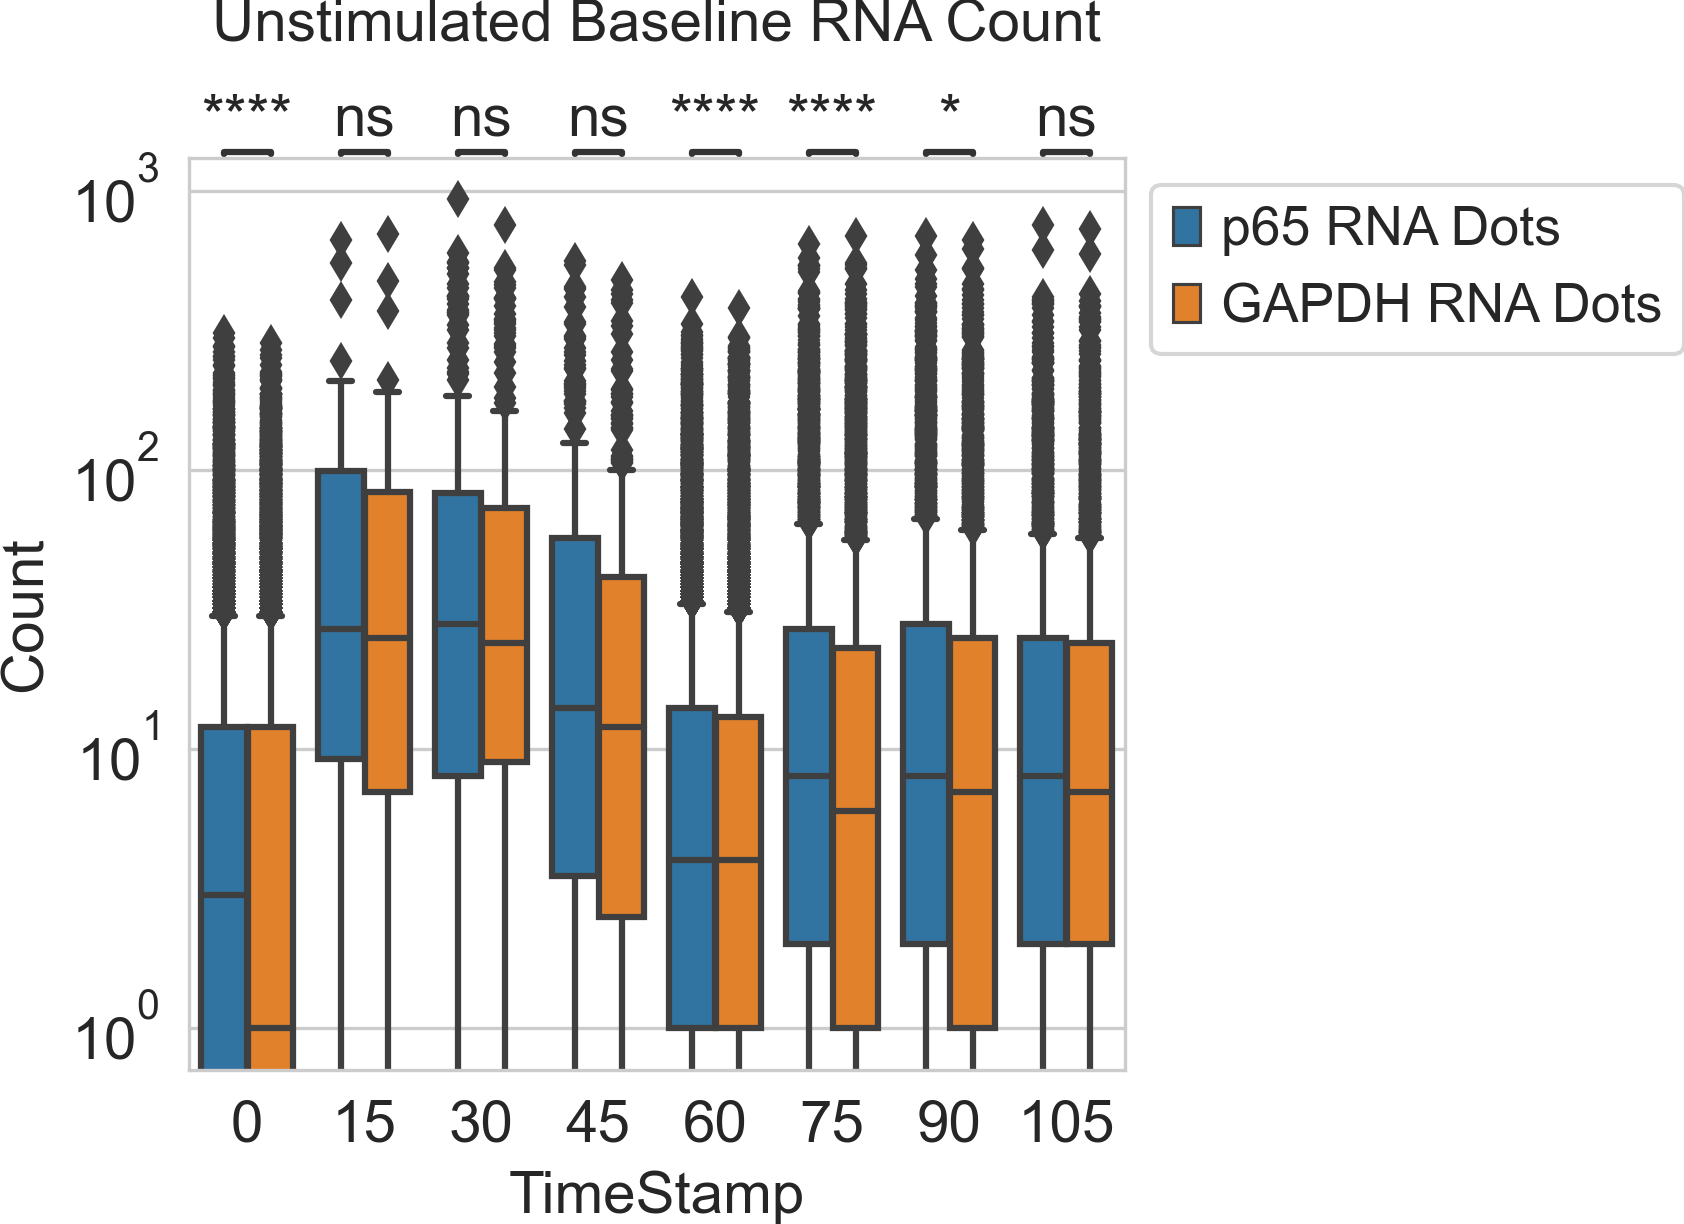 Unstimulated Baseline RNA Count
**** ns ns ns **** **** * ns
10^3
10^2
10^1
10^0
Count
0 15 30 45 60 75 90 105
TimeStamp
p65 RNA Dots
GAPDH RNA Dots